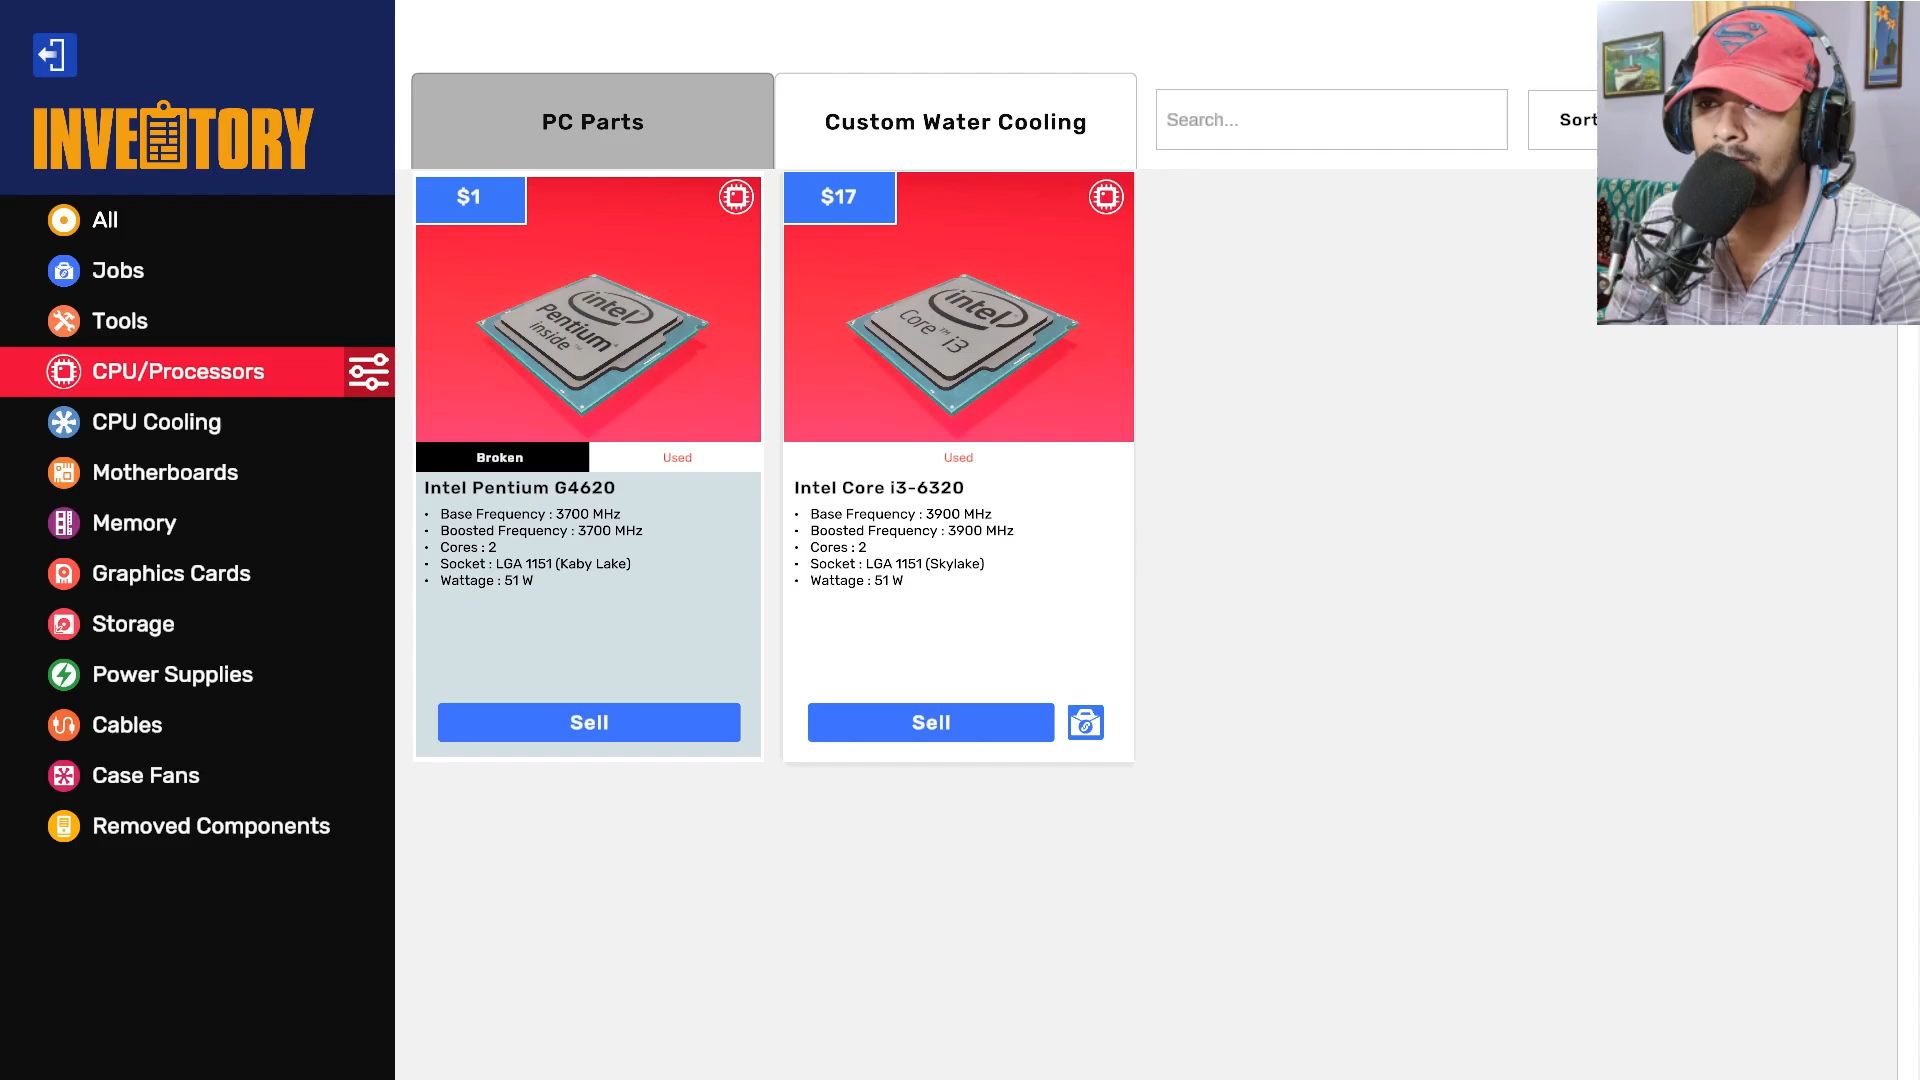 INVENTORY
All
Jobs
Tools
CPU/Processors
CPU Cooling
Motherboards
Memory
Graphics Cards
Storage
Power Supplies
Cables
Case Fans
Removed Components
PC Parts
Custom Water Cooling
Search...
Sort
$1
intel
Pentium
inside™
Broken
Used
Intel Pentium G4620
• Base Frequency : 3700 MHz
• Boosted Frequency : 3700 MHz
• Cores : 2
• Socket : LGA 1151 (Kaby Lake)
• Wattage : 51 W
Sell
$17
intel
Core™ i3
Used
Intel Core i3-6320
• Base Frequency : 3900 MHz
• Boosted Frequency : 3900 MHz
• Cores : 2
• Socket : LGA 1151 (Skylake)
• Wattage : 51 W
Sell